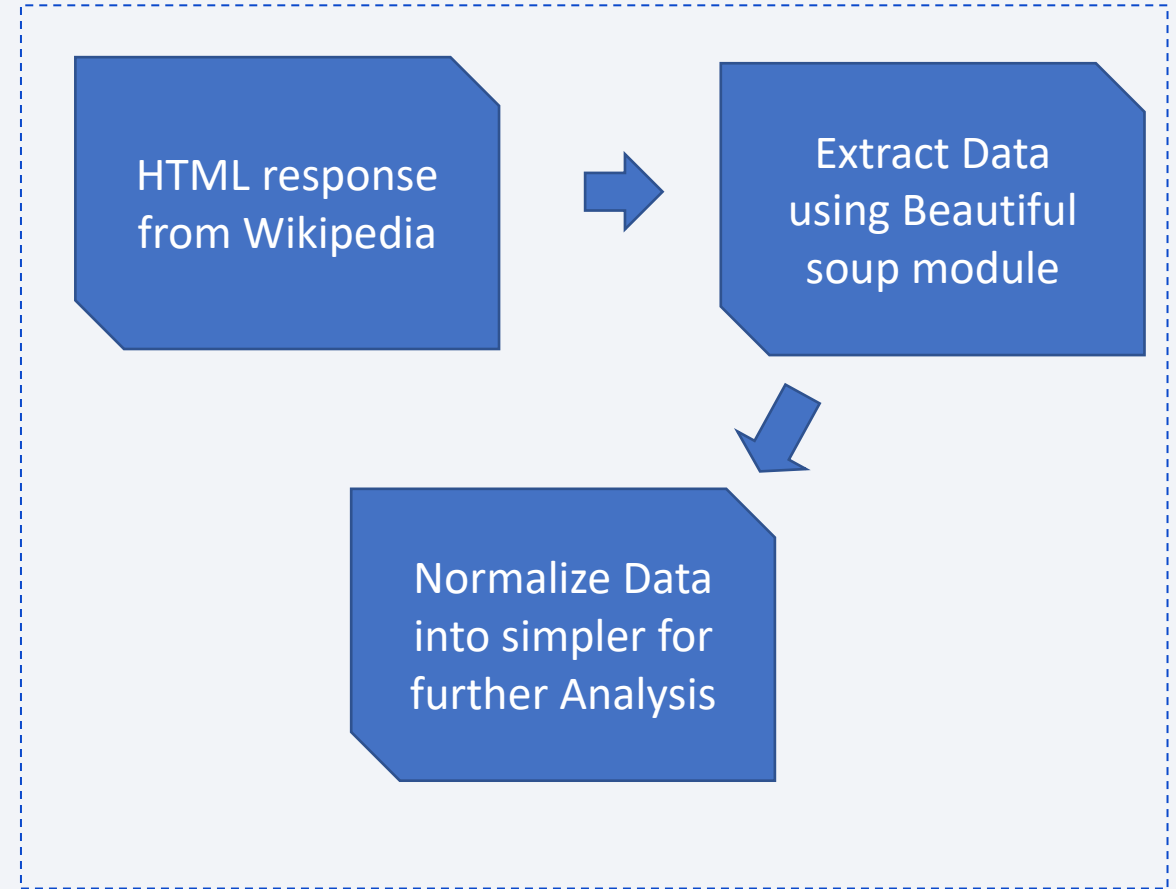 HTML response
from Wikipedia
Extract Data
using Beautiful
soup module
Normalize Data
into simpler for
further Analysis